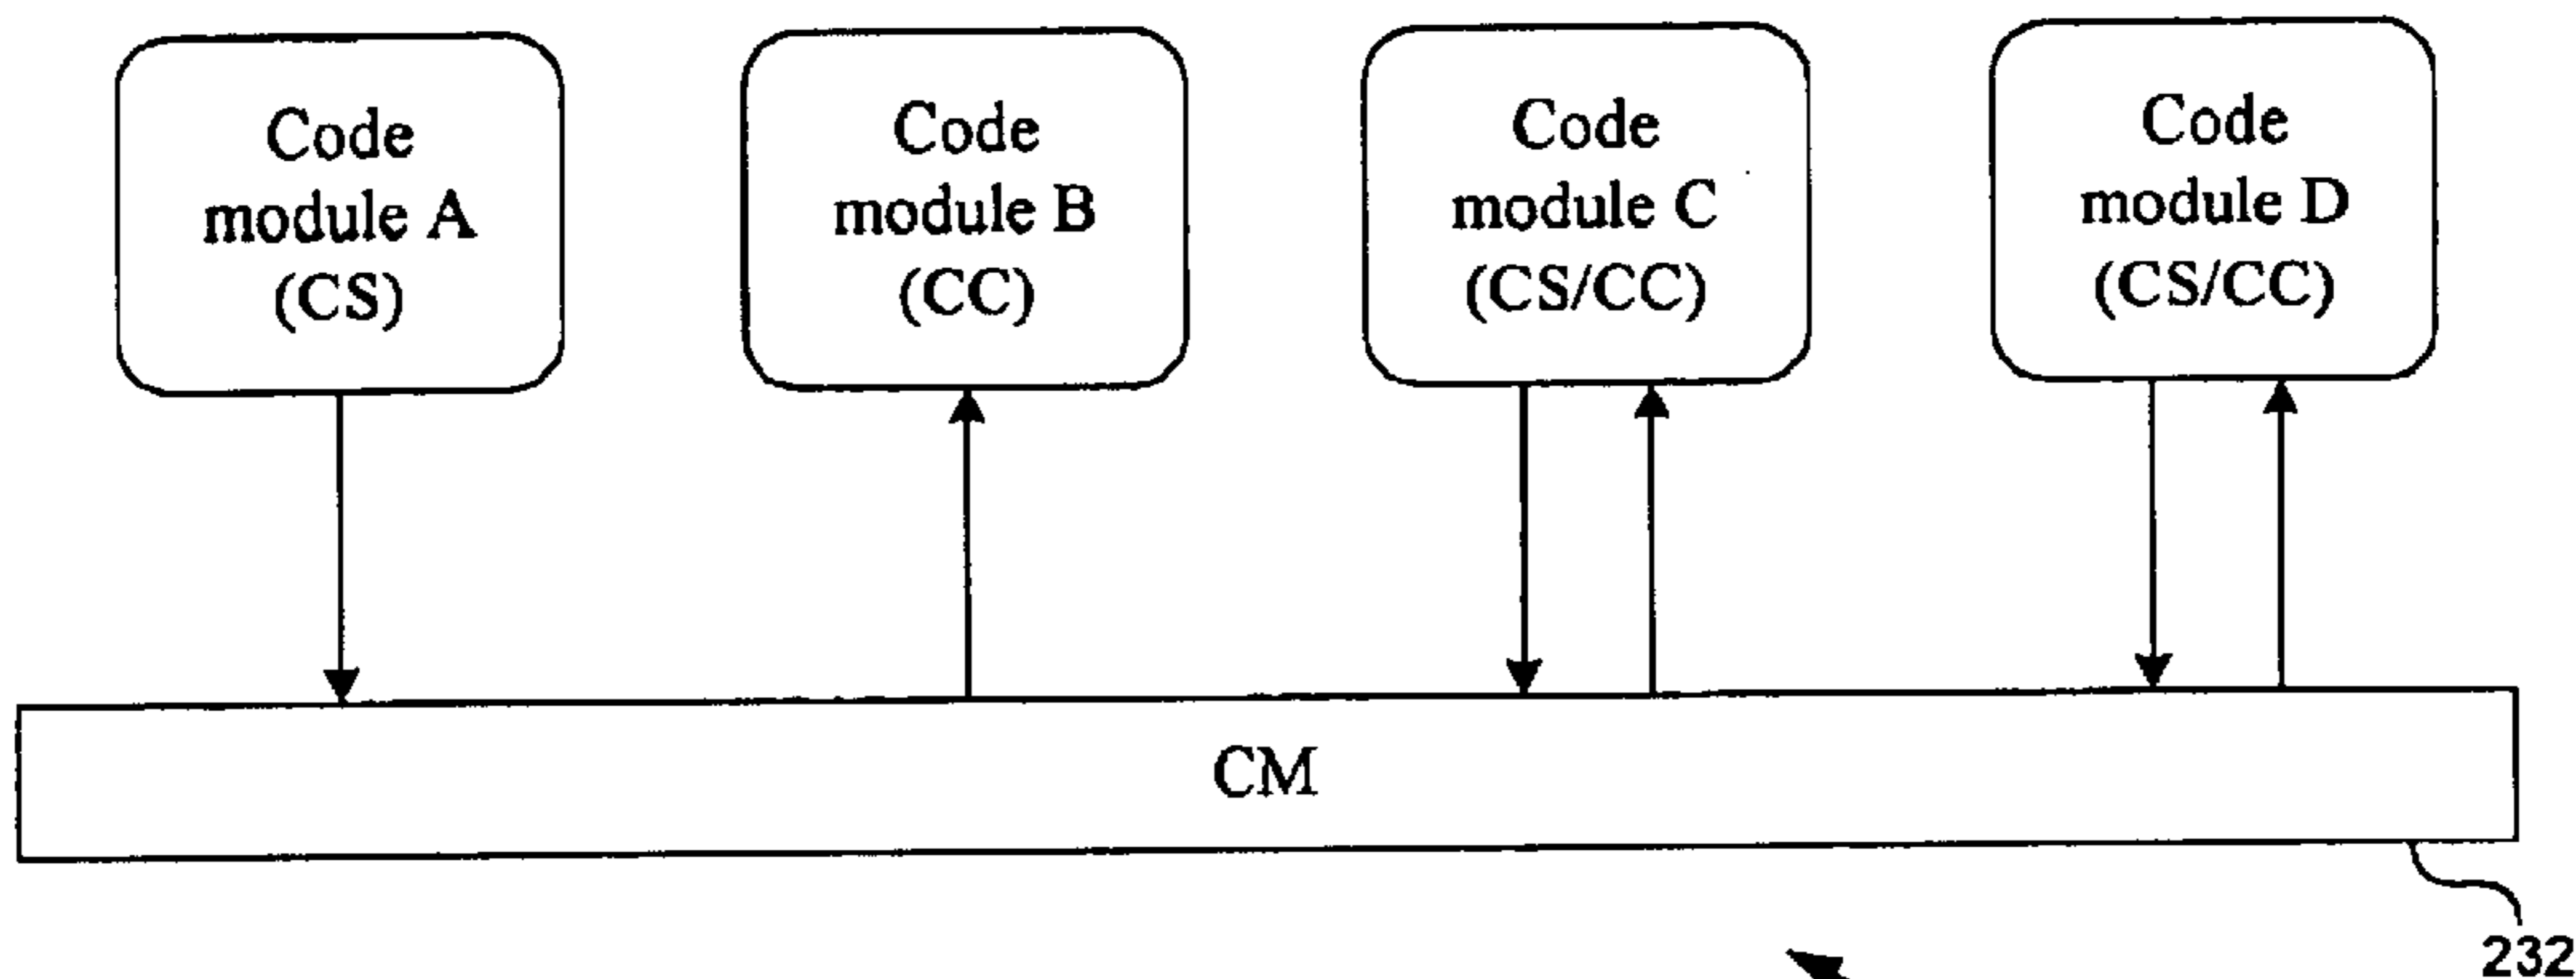 Code
module A
(CS)
Code
module B
(CC)
Code
module C
(CS/CC)
Code
module D
(CS/CC)
CM
232